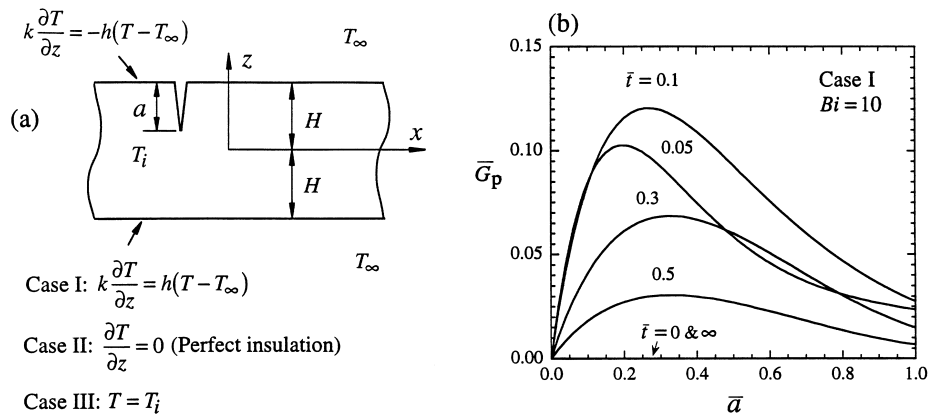 (a)
k ∂T/∂z = −h(T − T∞)
T∞
z
a
H
x
Tᵢ
H
T∞
Case I: k ∂T/∂z = h(T − T∞)
Case II: ∂T/∂z = 0 (Perfect insulation)
Case III: T = Tᵢ
(b)
0.15
0.10
0.05
0.00
G̅p
t̅ = 0.1
Case I
Bi = 10
0.05
0.3
0.5
t̅ = 0 & ∞
0.0 0.2 0.4 0.6 0.8 1.0
a̅